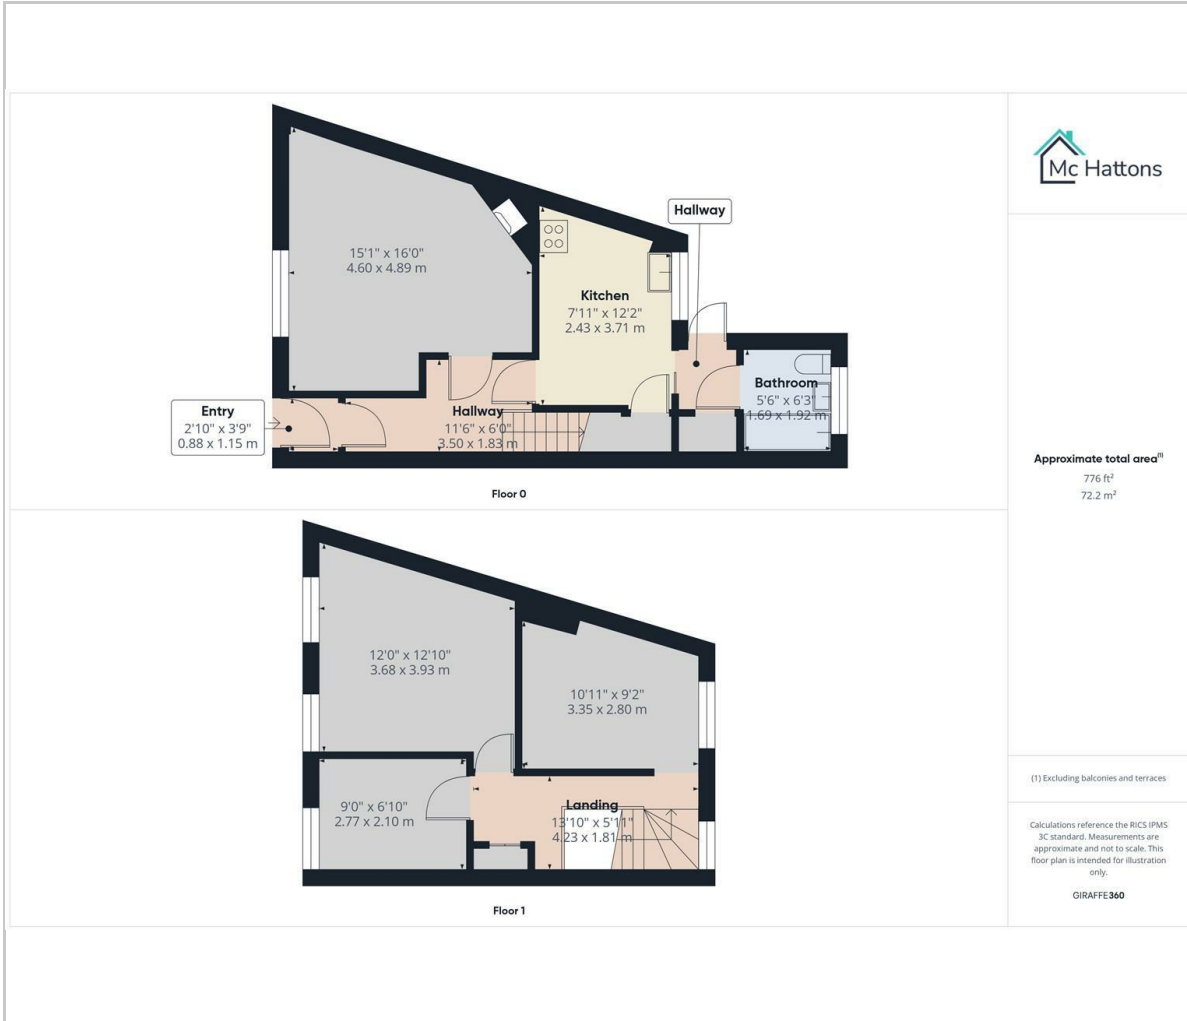 Mc Hattons
Hallway
15'1" x 16'0"
4.60 x 4.89 m
Kitchen
7'11" x 12'2"
2.43 x 3.71 m
Bathroom
5'6" x 6'3"
1.69 x 1.92 m
Entry
2'10" x 3'9"
0.88 x 1.15 m
Hallway
11'6" x 6'0"
3.50 x 1.83 m
Floor 0
Approximate total area(1)
776 ft²
72.2 m²
12'0" x 12'10"
3.68 x 3.93 m
10'11" x 9'2"
3.35 x 2.80 m
9'0" x 6'10"
2.77 x 2.10 m
Landing
13'10" x 5'11"
4.23 x 1.81 m
Floor 1
(1) Excluding balconies and terraces
Calculations reference the RICS IPMS
3C standard. Measurements are
approximate and not to scale. This
floor plan is intended for illustration
only.
GIRAFFE360